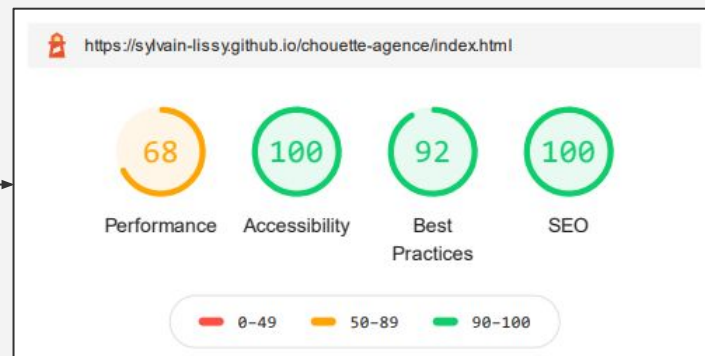 https://sylvain-lissy.github.io/chouette-agence/index.html
68 100 92 100
Performance Accessibility Best Practices SEO
0-49 50-89 90-100